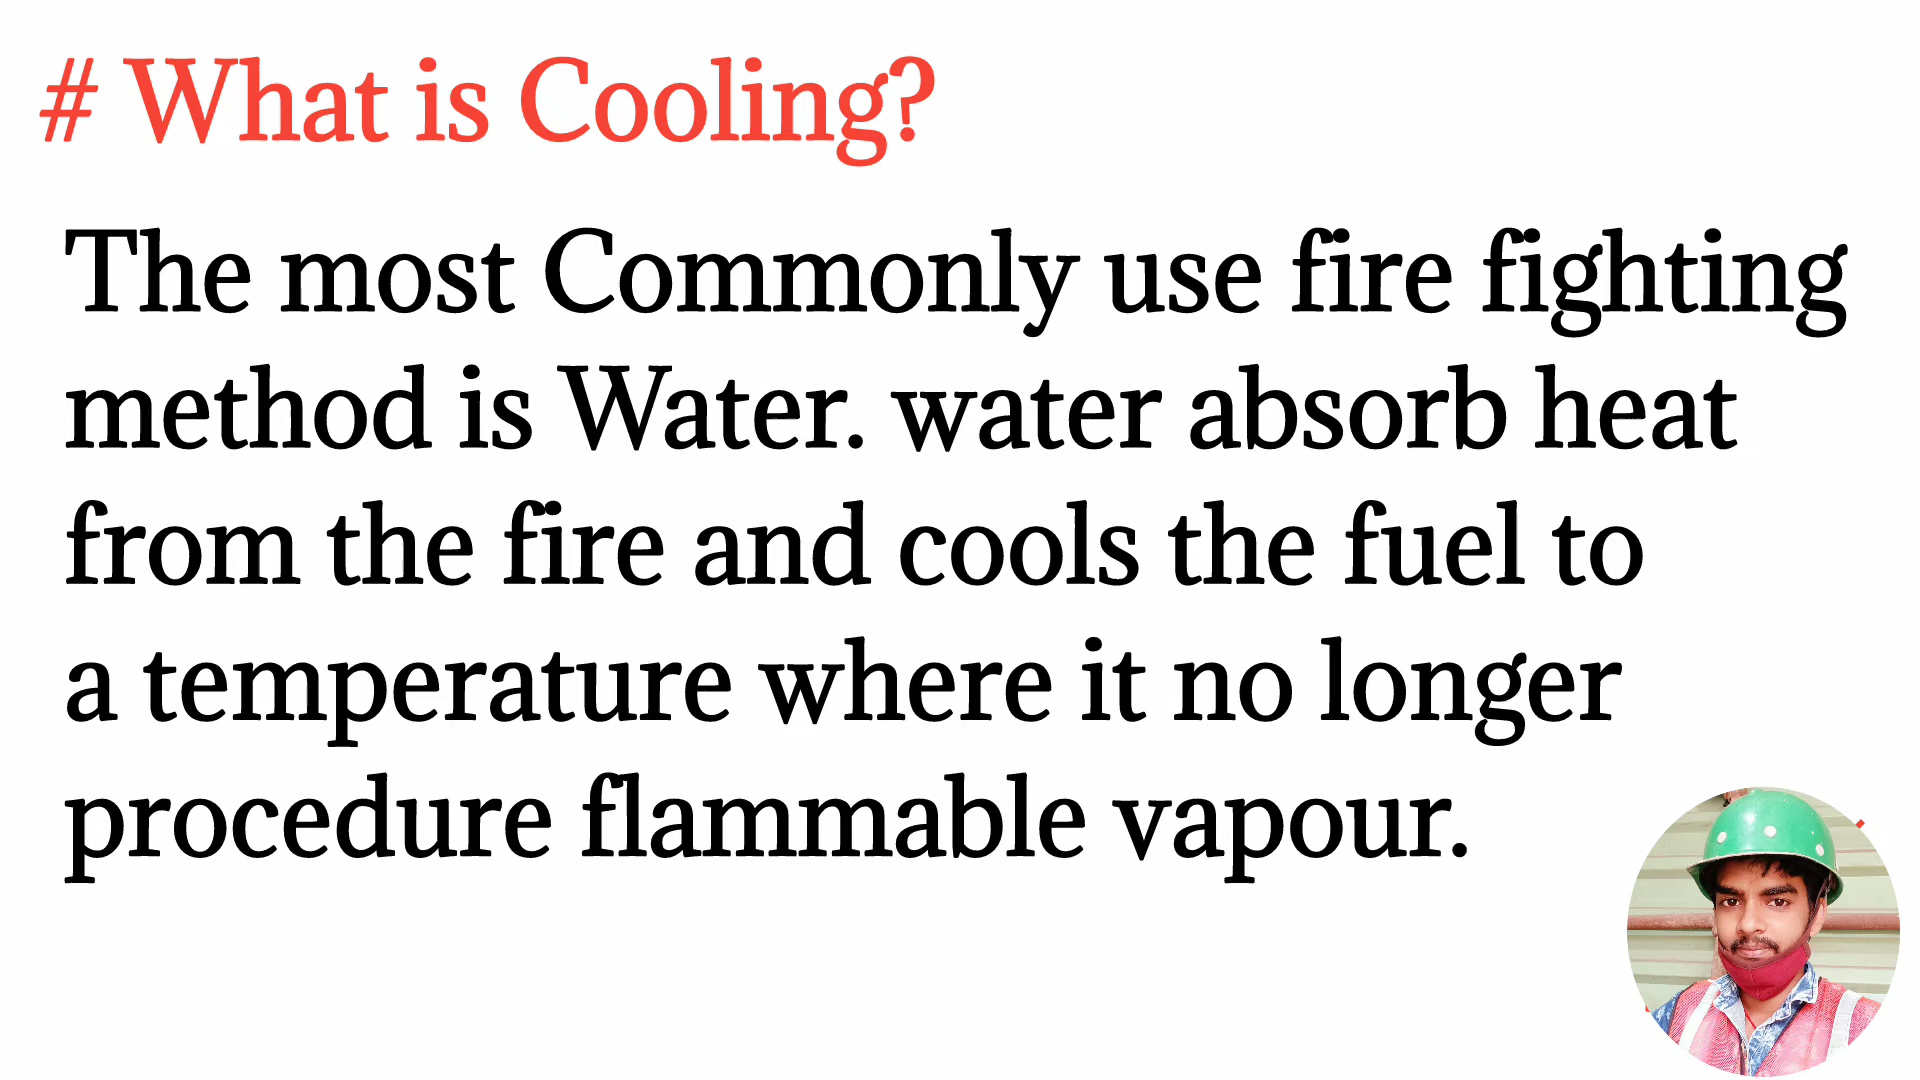 # What is Cooling?
The most Commonly use fire fighting
method is Water. water absorb heat
from the fire and cools the fuel to
a temperature where it no longer
procedure flammable vapour.